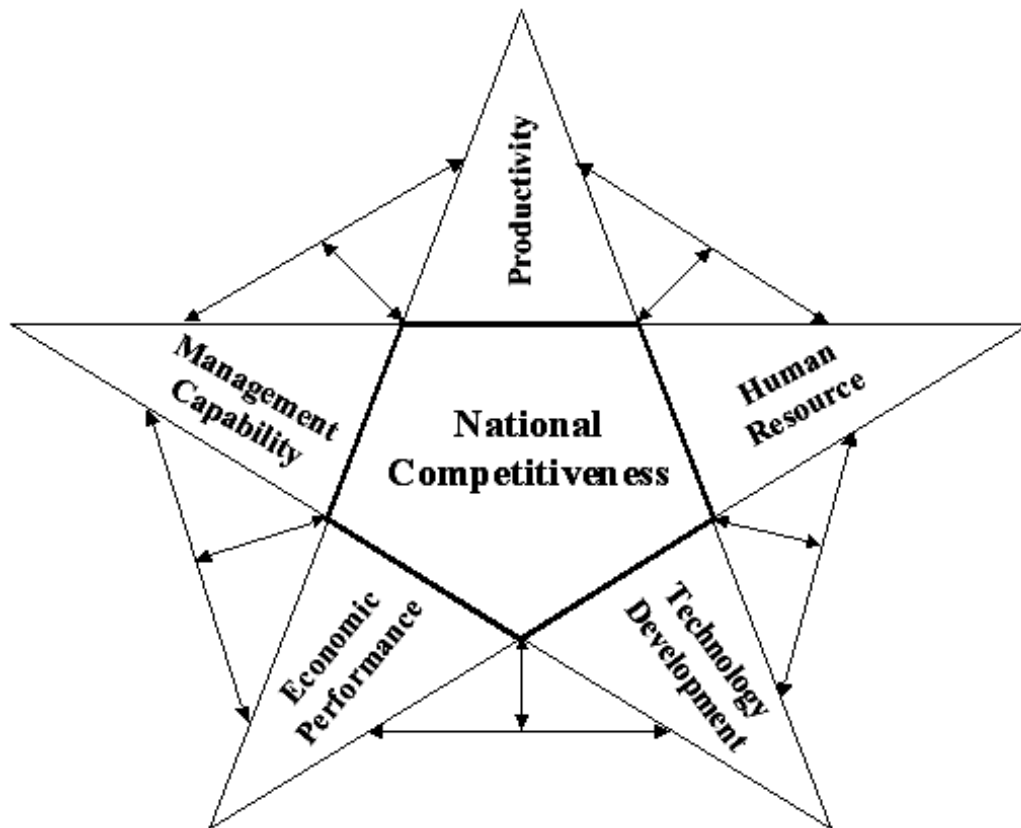 Productivity
Management
Capability
Human
Resource
National
Competitiveness
Economic
Performance
Technology
Development